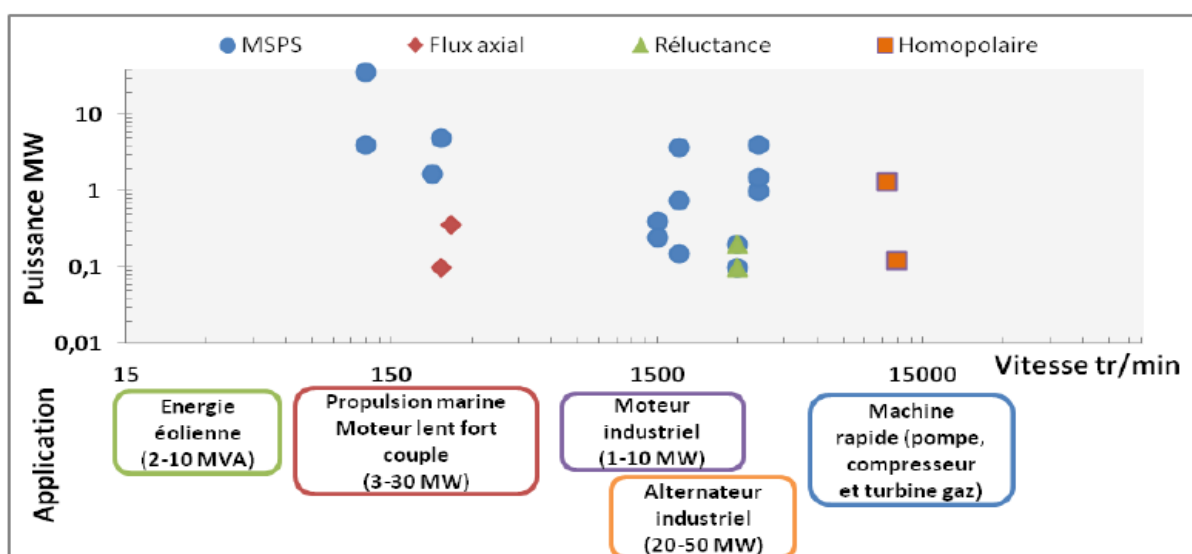 MSPS Flux axial Réluctance Homopolaire
Puissance MW
10
1
0,1
0,01
15 150 1500 15000 Vitesse tr/min
Application
Energie
éolienne
(2-10 MVA)
Propulsion marine
Moteur lent fort
couple
(3-30 MW)
Moteur
industriel
(1-10 MW)
Alternateur
industriel
(20-50 MW)
Machine
rapide (pompe,
compresseur
et turbine gaz)